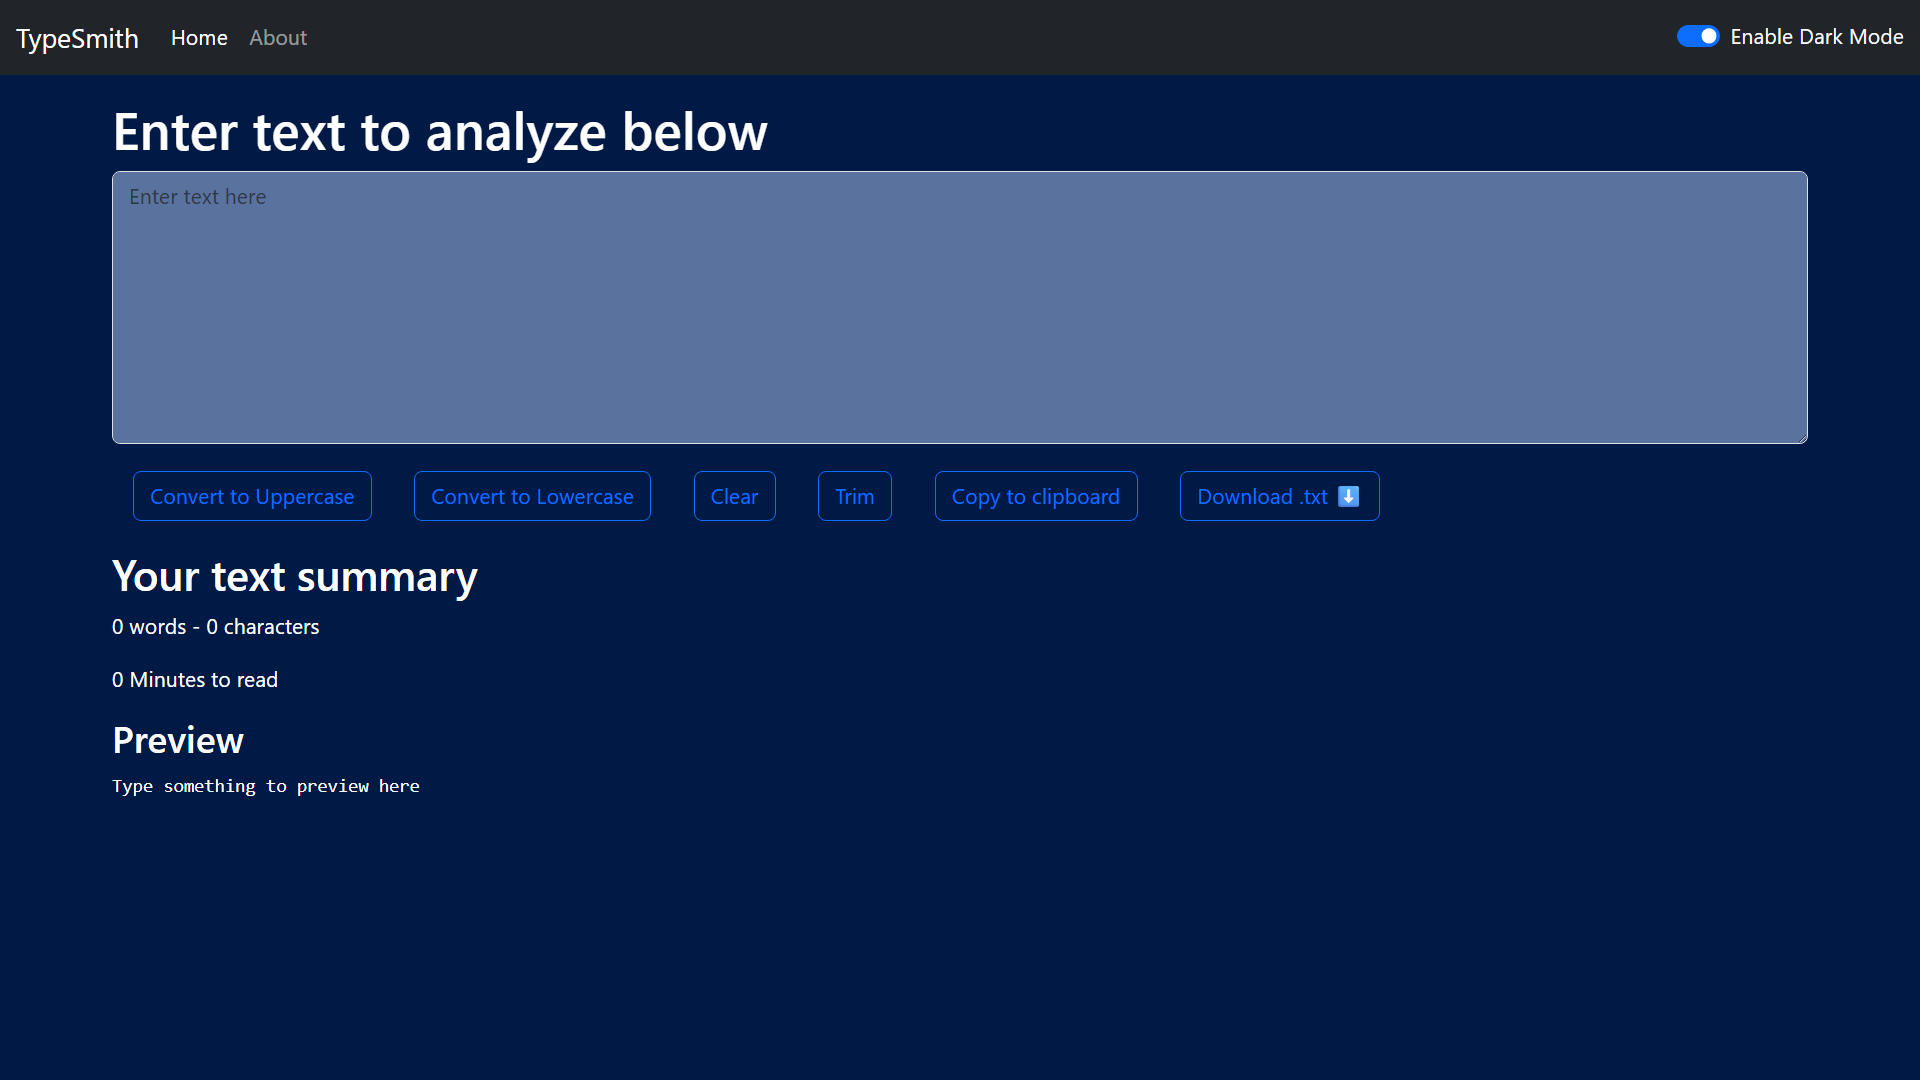 TypeSmith Home About Enable Dark Mode
Enter text to analyze below
Enter text here
Convert to Uppercase Convert to Lowercase Clear Trim Copy to clipboard Download .txt ⬇️
Your text summary
0 words - 0 characters
0 Minutes to read
Preview
Type something to preview here